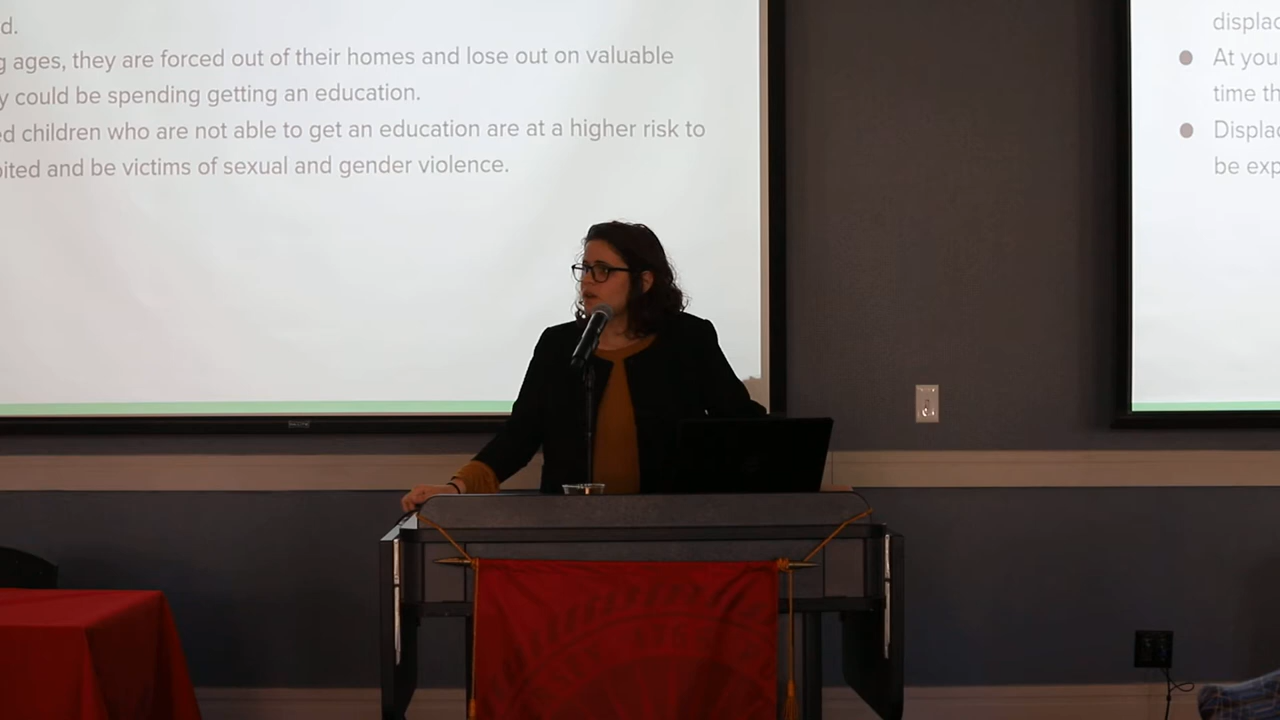 d.
g ages, they are forced out of their homes and lose out on valuable
y could be spending getting an education.
ed children who are not able to get an education are at a higher risk to
oited and be victims of sexual and gender violence.
displac
● At you
time th
● Displa
be exp